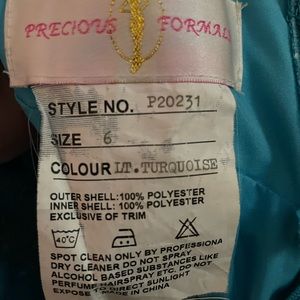 PRECIOUS FORMALS
STYLE NO. P20231
SIZE 6
COLOUR LT.TURQUOISE
OUTER SHELL:100% POLYESTER
INNER SHELL: 100% POLYESTER
EXCLUSIVE OF TRIM
40°C
SPOT CLEAN ONLY BY PROFESSIONA
DRY CLEANER DO NOT SPRAY
ALCOHOL BASED SUBSTANCES LIKE
PERFUME HAIRSPRAY ETC. DO NOT
EXPOSE DIRECT
MADE IN CHINA